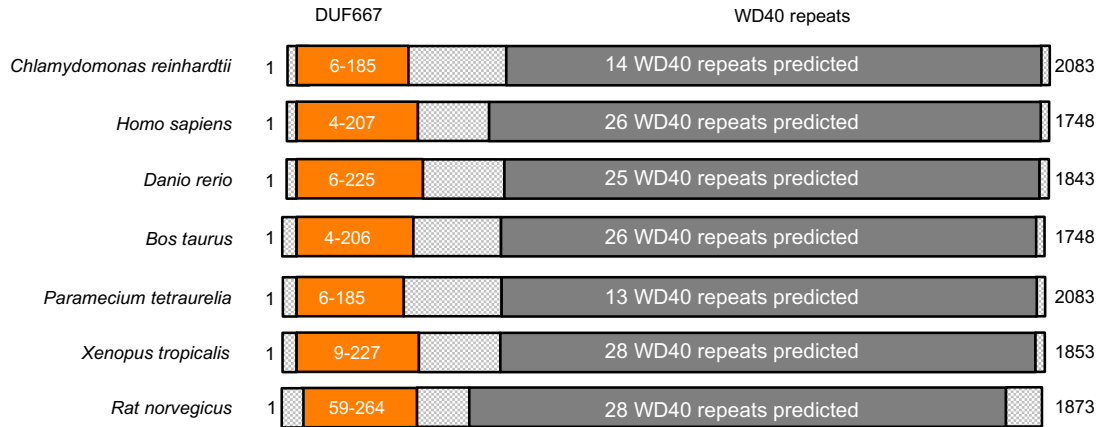 DUF667 WD40 repeats
Chlamydomonas reinhardtii 1 6-185 14 WD40 repeats predicted 2083
Homo sapiens 1 4-207 26 WD40 repeats predicted 1748
Danio rerio 1 6-225 25 WD40 repeats predicted 1843
Bos taurus 1 4-206 26 WD40 repeats predicted 1748
Paramecium tetraurelia 1 6-185 13 WD40 repeats predicted 2083
Xenopus tropicalis 1 9-227 28 WD40 repeats predicted 1853
Rat norvegicus 1 59-264 28 WD40 repeats predicted 1873